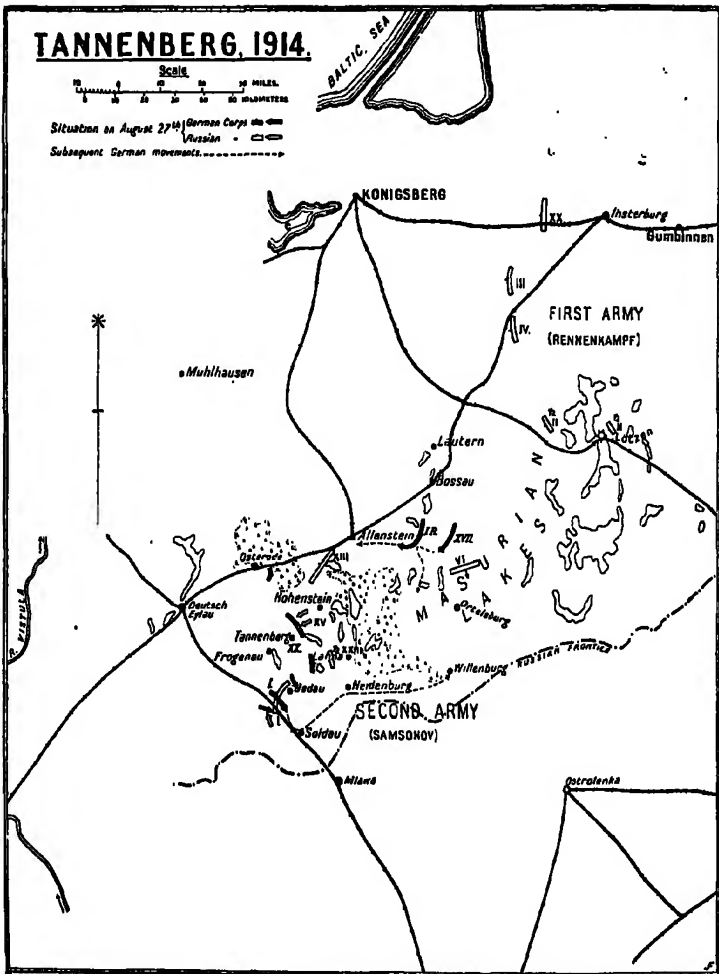 TANNENBERG, 1914.
Scale
MILES.
KILOMETERS
BALTIC. SEA
Situation on August 27th German Corps
Russian
Subsequent German movements
KONIGSBERG
XX.
Insterburg
Gumbinnen
III
FIRST ARMY
(RENNENKAMPF)
IV.
Muhlhausen
Lautern
Lotzen
Bossau
MASURIAN
LAKES
Allenstein
I.R.
XVII.
XIII
VI
Osterode
Hohenstein
Ortelsburg
Deutsch
Eylau
R. VISTULA
XV
Tannenberg
XX.
Frogenau
XXIII
Willenburg
RUSSIAN FRONTIER
I.
Usdau
Neidenburg
SECOND ARMY
(SAMSONOV)
I
Soldau
Mlawa
Ostrolenka